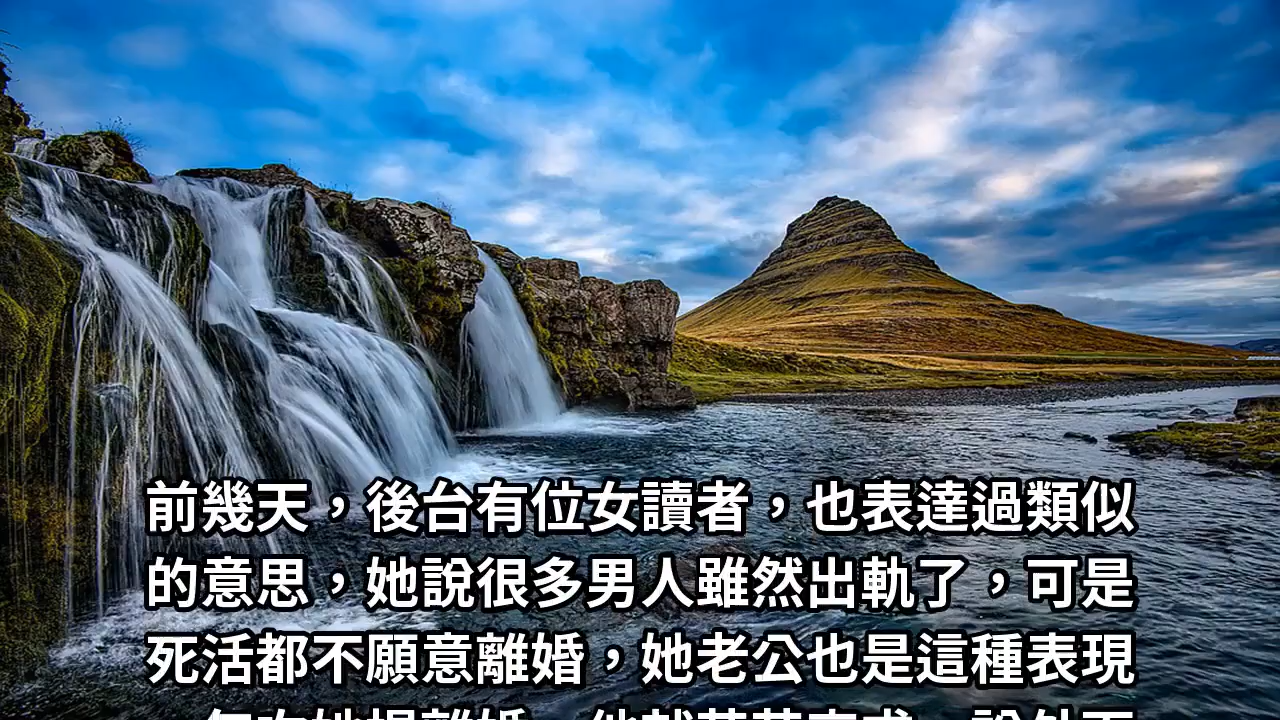 前幾天，後台有位女讀者，也表達過類似
的意思，她說很多男人雖然出軌了，可是
死活都不願意離婚，她老公也是這種表現